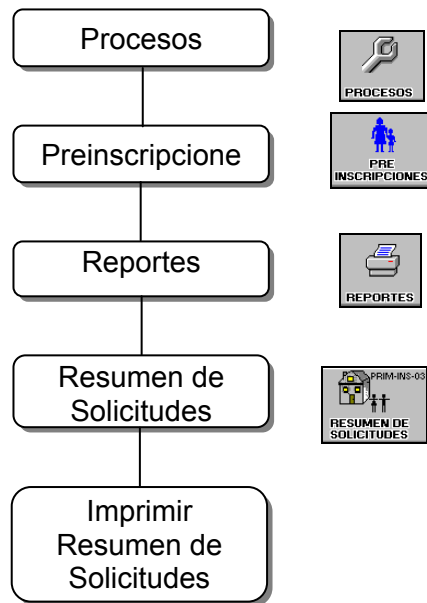 Procesos
PROCESOS
Preinscripcione
PRE
INSCRIPCIONES
Reportes
REPORTES
Resumen de
Solicitudes
PRIM-INS-03
RESUMEN DE
SOLICITUDES
Imprimir
Resumen de
Solicitudes